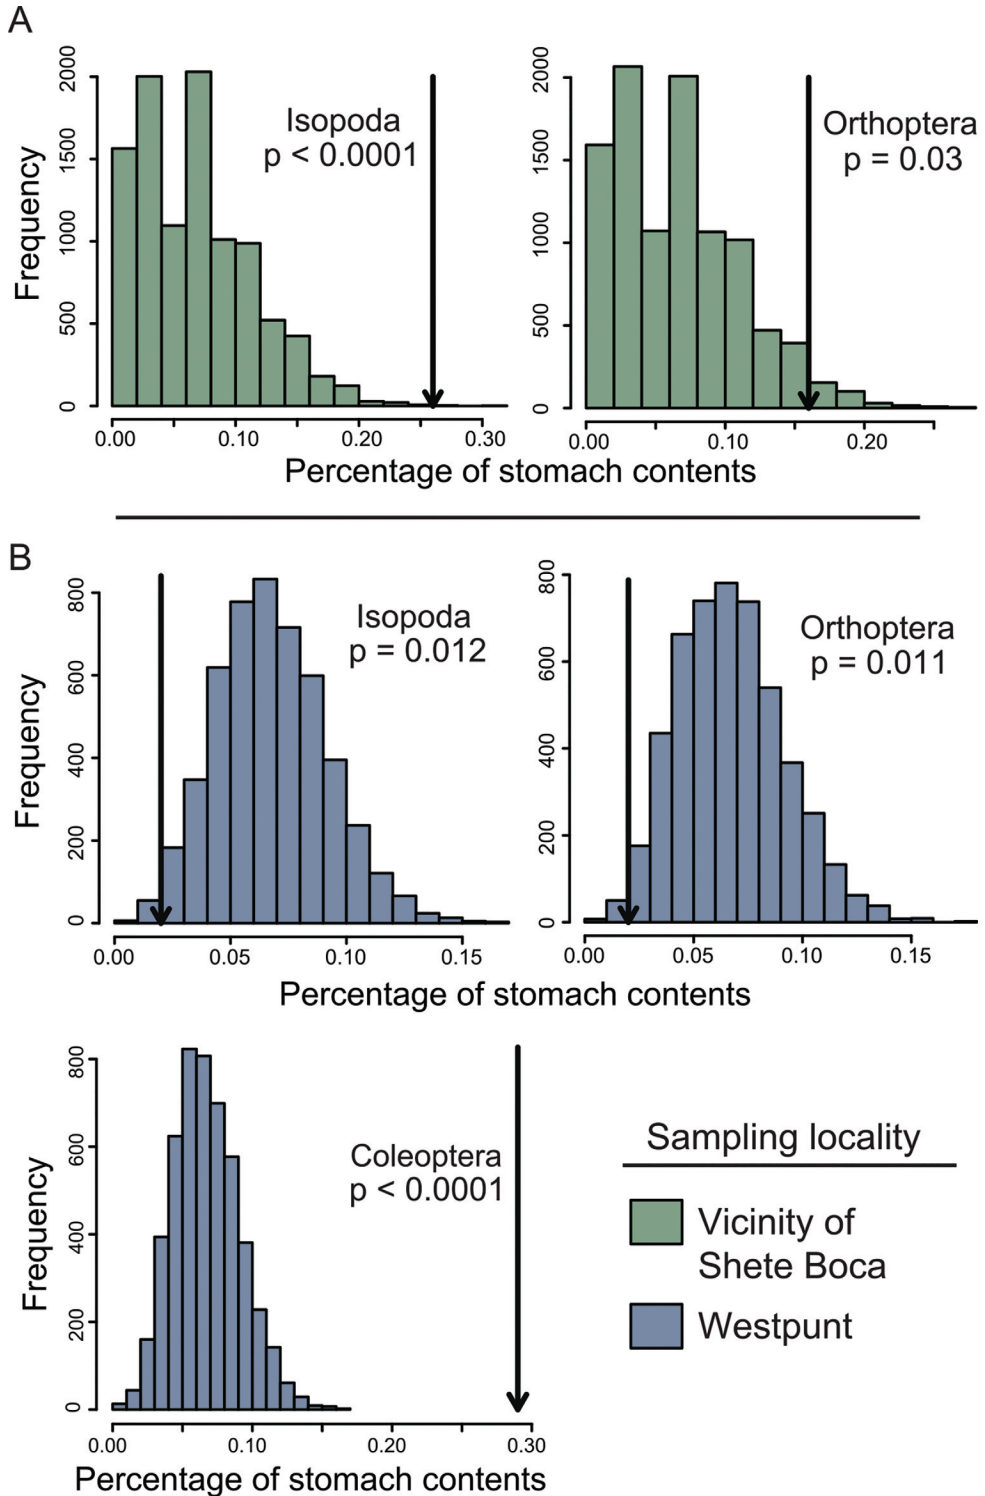 A
Isopoda
p < 0.0001
Frequency
0
500
1000
1500
2000
0.00
0.10
0.20
0.30
Orthoptera
p = 0.03
0
500
1000
1500
2000
0.00
0.10
0.20
Percentage of stomach contents
B
Isopoda
p = 0.012
Frequency
0
200
400
600
800
0.00
0.05
0.10
0.15
Orthoptera
p = 0.011
0
200
400
600
800
0.00
0.05
0.10
0.15
Percentage of stomach contents
Coleoptera
p < 0.0001
Frequency
0
200
400
600
800
0.00
0.10
0.20
0.30
Percentage of stomach contents
Sampling locality
Vicinity of
Shete Boca
Westpunt